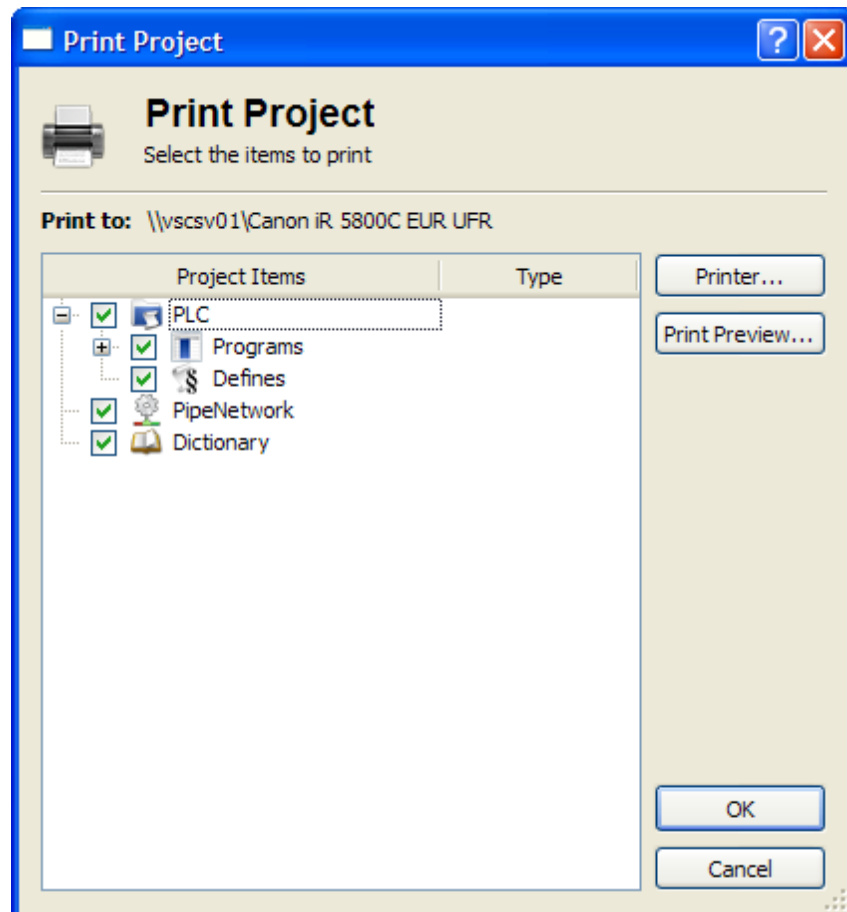 Print Project
Print Project
Select the items to print
Print to: \\vscsv01\Canon iR 5800C EUR UFR
Project Items Type
Printer...
PLC
Print Preview...
Programs
Defines
PipeNetwork
Dictionary
OK
Cancel